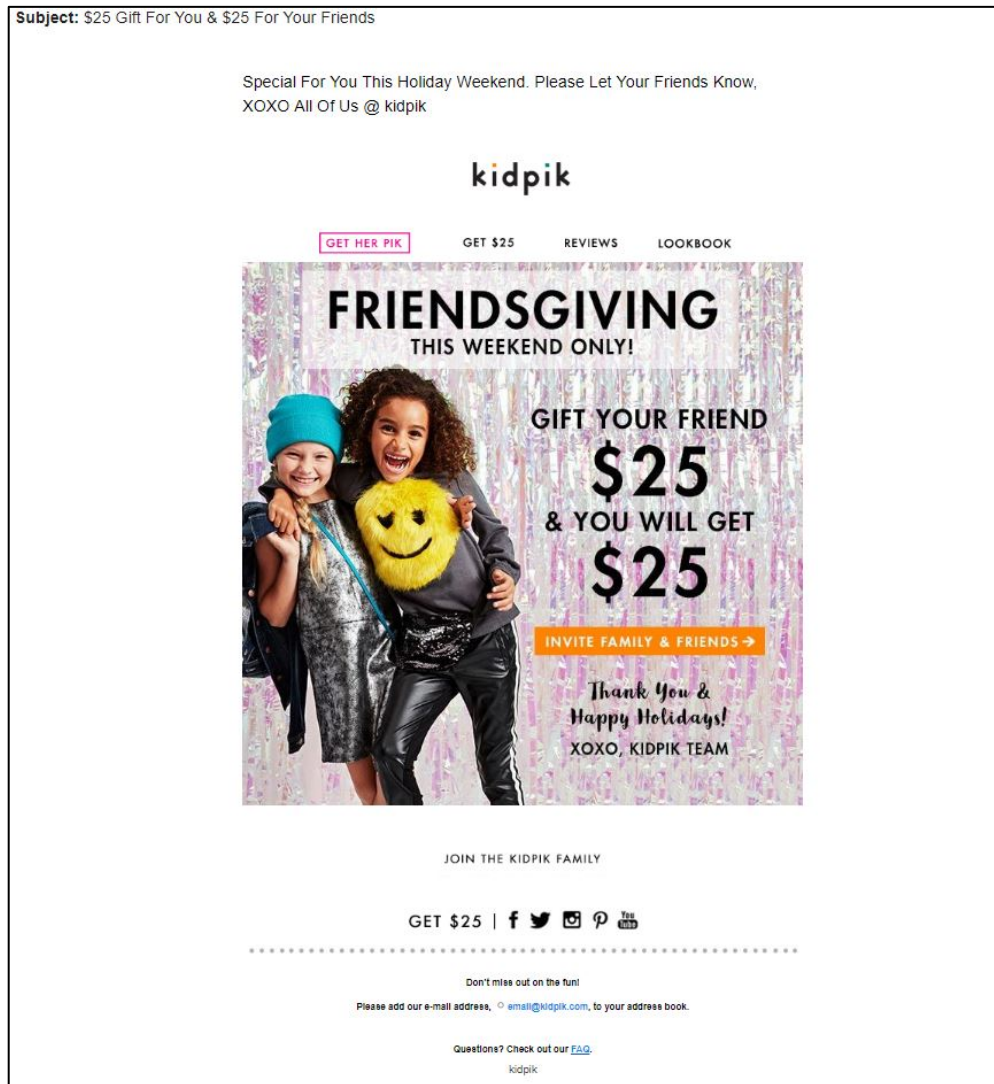 Subject: $25 Gift For You & $25 For Your Friends
Special For You This Holiday Weekend. Please Let Your Friends Know,
XOXO All Of Us @ kidpik
kidpik
GET HER PIK GET $25 REVIEWS LOOKBOOK
FRIENDSGIVING
THIS WEEKEND ONLY!
GIFT YOUR FRIEND
$25
& YOU WILL GET
$25
INVITE FAMILY & FRIENDS →
Thank You &
Happy Holidays!
XOXO, KIDPIK TEAM
JOIN THE KIDPIK FAMILY
GET $25 | You Tube
Don't miss out on the fun!
Please add our e-mail address, email@kidpik.com, to your address book.
Questions? Check out our FAQ.
kidpik